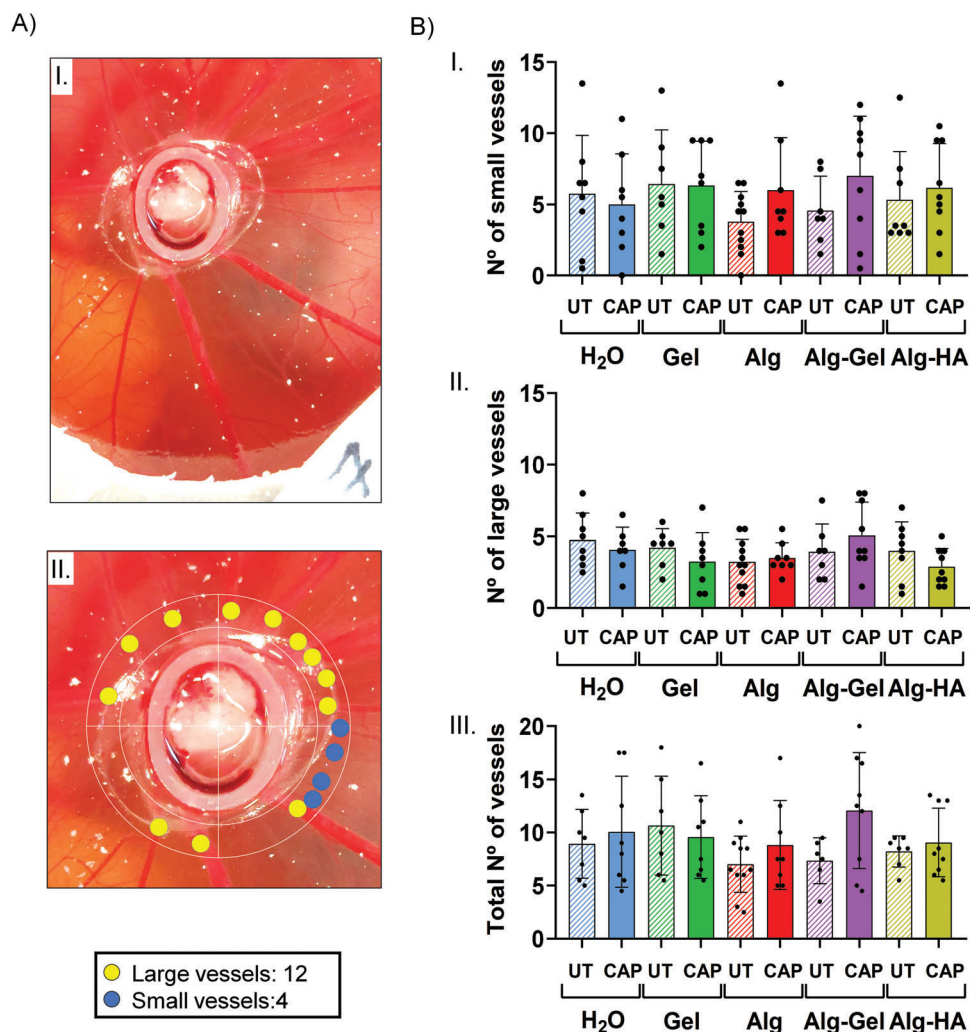 A)
I.
II.
Large vessels: 12
Small vessels:4
B)
I.
Nº of small vessels
15
10
5
0
UT CAP UT CAP UT CAP UT CAP UT CAP
H₂O Gel Alg Alg-Gel Alg-HA
II.
Nº of large vessels
15
10
5
0
UT CAP UT CAP UT CAP UT CAP UT CAP
H₂O Gel Alg Alg-Gel Alg-HA
III.
Total Nº of vessels
20
15
10
5
0
UT CAP UT CAP UT CAP UT CAP UT CAP
H₂O Gel Alg Alg-Gel Alg-HA